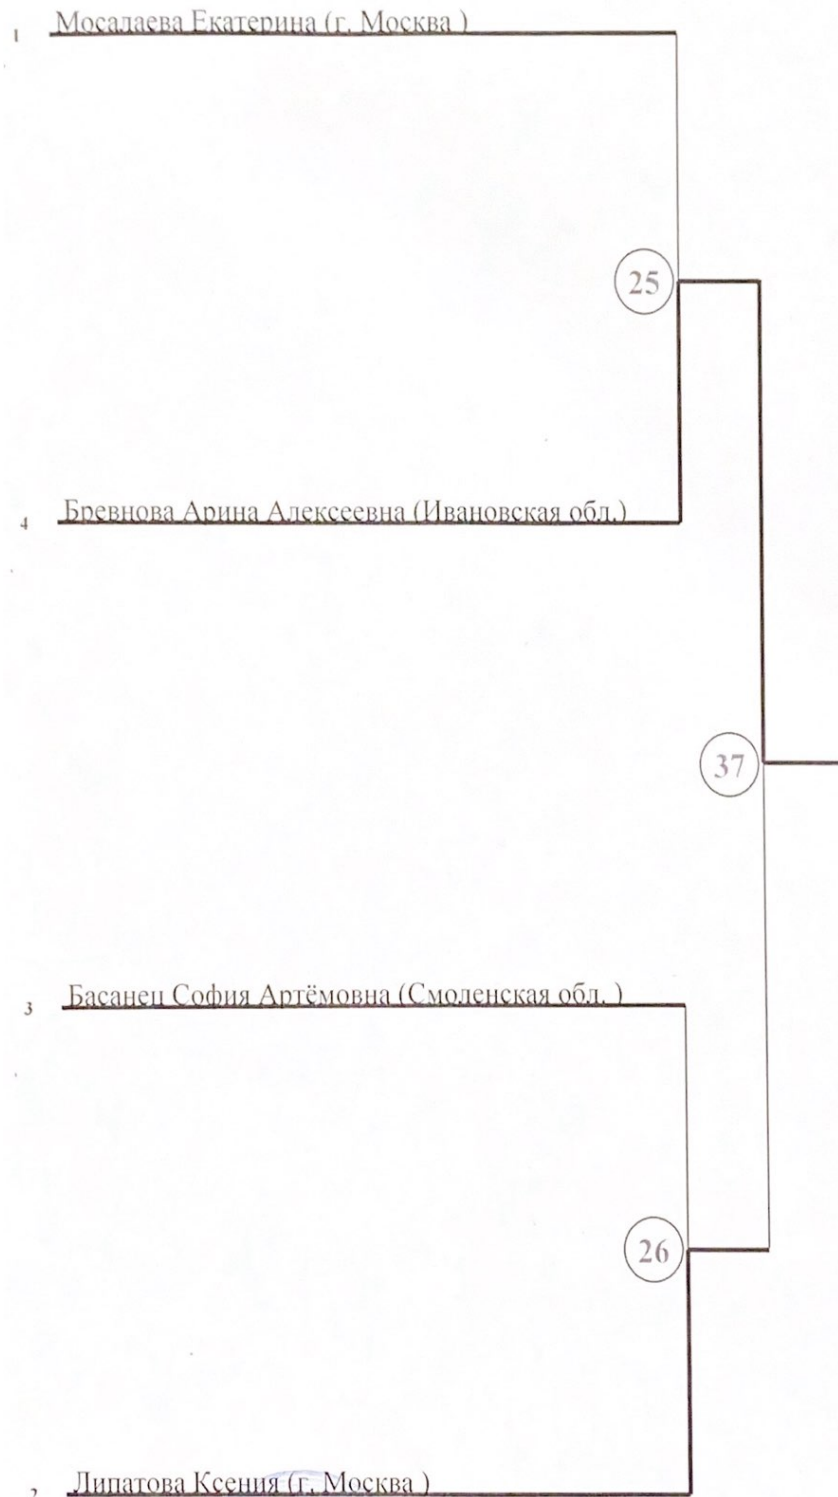 1 Мосалаева Екатерина (г. Москва )
25
4 Бревнова Арина Алексеевна (Ивановская обл.)
37
3 Басанец София Артёмовна (Смоленская обл. )
26
2 Липатова Ксения (г. Москва )